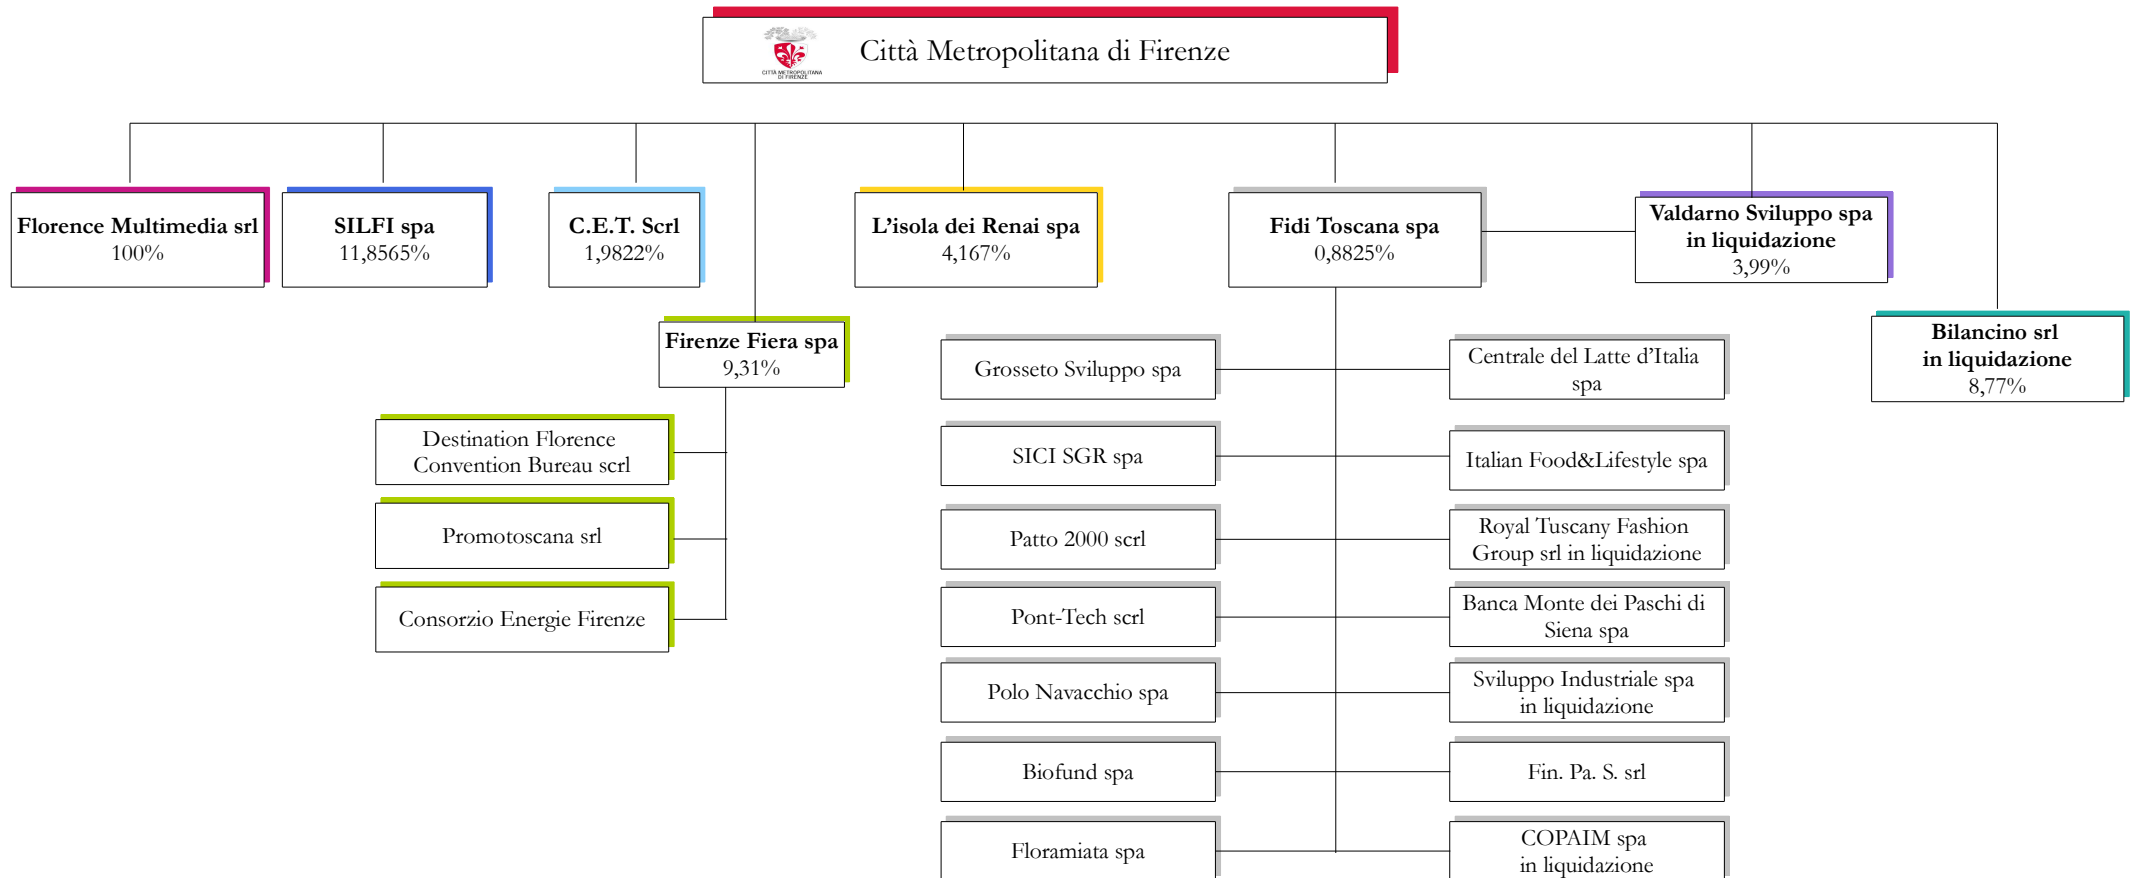 CITTÀ METROPOLITANA
DI FIRENZE
Città Metropolitana di Firenze
Florence Multimedia srl
100%
SILFI spa
11,8565%
C.E.T. Scrl
1,9822%
L'isola dei Renai spa
4,167%
Fidi Toscana spa
0,8825%
Valdarno Sviluppo spa
in liquidazione
3,99%
Firenze Fiera spa
9,31%
Bilancino srl
in liquidazione
8,77%
Destination Florence
Convention Bureau scrl
Promotoscana srl
Consorzio Energie Firenze
Grosseto Sviluppo spa
Centrale del Latte d'Italia
spa
SICI SGR spa
Italian Food&Lifestyle spa
Patto 2000 scrl
Royal Tuscany Fashion
Group srl in liquidazione
Pont-Tech scrl
Banca Monte dei Paschi di
Siena spa
Polo Navacchio spa
Sviluppo Industriale spa
in liquidazione
Biofund spa
Fin. Pa. S. srl
Floramiata spa
COPAIM spa
in liquidazione